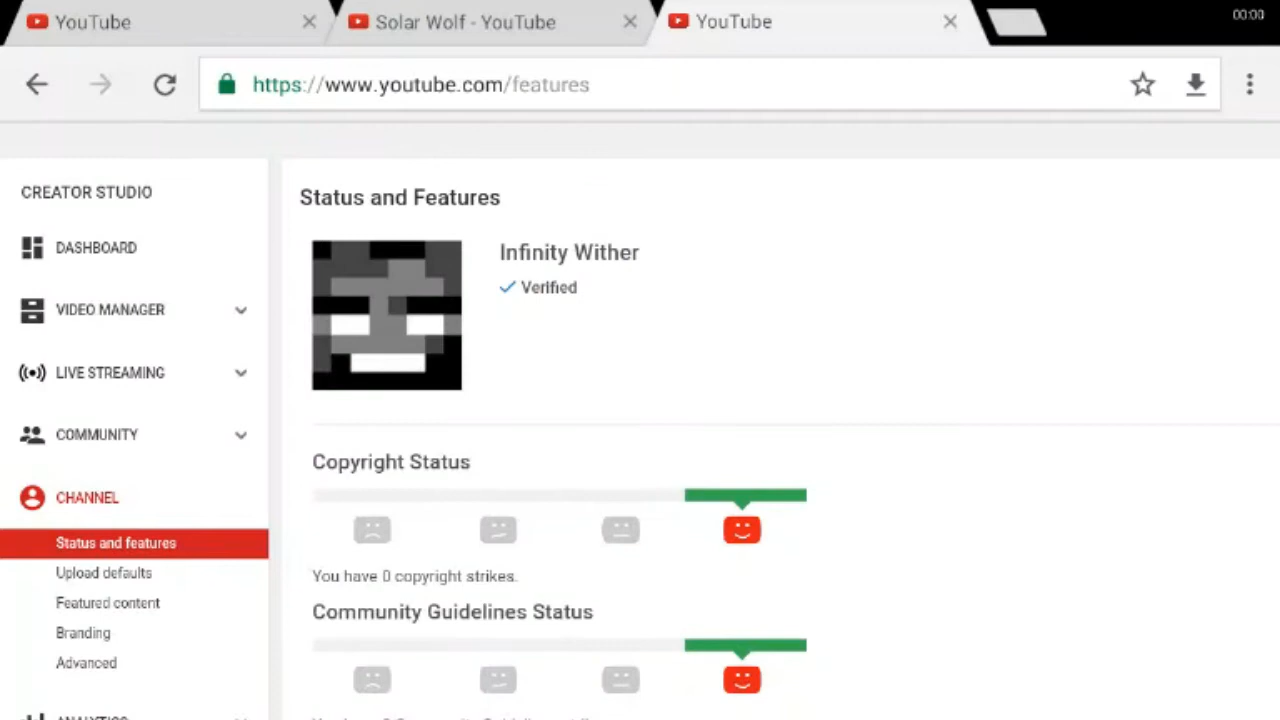 YouTube
Solar Wolf - YouTube
YouTube
00:00
https://www.youtube.com/features
CREATOR STUDIO
DASHBOARD
VIDEO MANAGER
LIVE STREAMING
COMMUNITY
CHANNEL
Status and features
Upload defaults
Featured content
Branding
Advanced
Status and Features
Infinity Wither
Verified
Copyright Status
You have 0 copyright strikes.
Community Guidelines Status